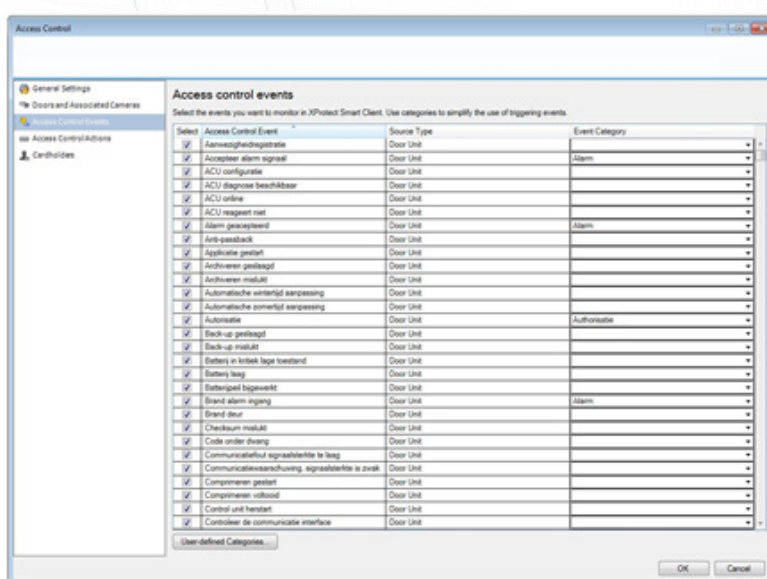 Access Control
General Settings
Doors and Associated Cameras
Access Control Events
Access Control Actions
Cardholders
Access control events
Select the events you want to monitor in XProtect Smart Client. Use categories to simplify the use of triggering events.
Select Access Control Event Source Type Event Category
Aanwezigheidregistratie Door Unit
Accepteer alarm signaal Door Unit Alarm
ACU configuratie Door Unit
ACU diagnose beschikbaar Door Unit
ACU online Door Unit
ACU reageert niet Door Unit
Alarm geaccepteerd Door Unit Alarm
Anti-passback Door Unit
Applicatie gestart Door Unit
Archiveren geslaagd Door Unit
Archiveren mislukt Door Unit
Automatische wintertijd aanpassing Door Unit
Automatische zomertijd aanpassing Door Unit
Autorisatie Door Unit Authorisatie
Back-up geslaagd Door Unit
Back-up mislukt Door Unit
Batterij in kritiek lage toestand Door Unit
Batterij laag Door Unit
Batterijpeil bijgewerkt Door Unit
Brand alarm ingang Door Unit Alarm
Brand deur Door Unit
Checksum mislukt Door Unit
Code onder dwang Door Unit
Communicatiefout signaalsterkte te laag Door Unit
Communicatiewaarschuwing, signaalsterkte is zwak Door Unit
Comprimeren gestart Door Unit
Comprimeren voltooid Door Unit
Control unit herstart Door Unit
Controleer de communicatie interface Door Unit
User-defined Categories...
OK Cancel